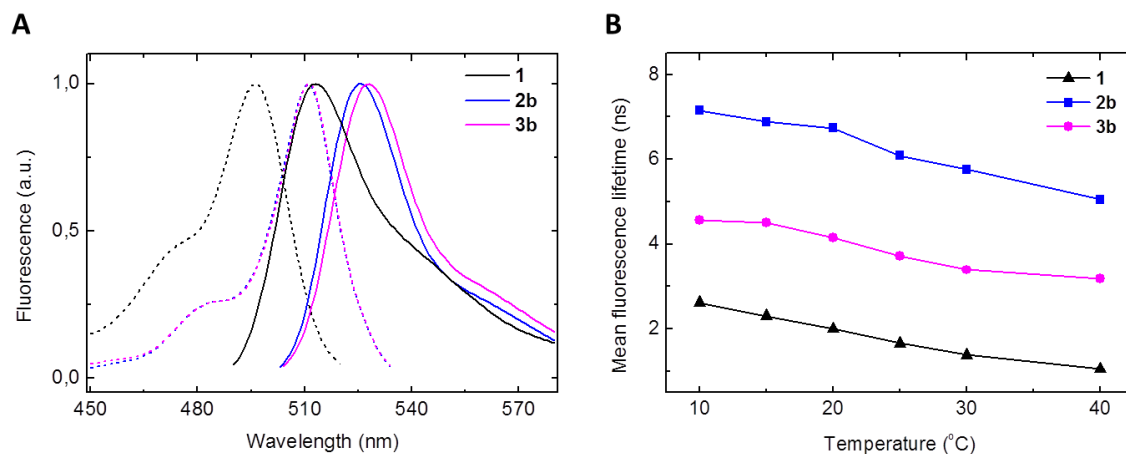 A
1
2b
3b
1,0
0,5
0,0
Fluorescence (a.u.)
450
480
510
540
570
Wavelength (nm)
B
1
2b
3b
8
6
4
2
Mean fluorescence lifetime (ns)
10
20
30
40
Temperature (°C)